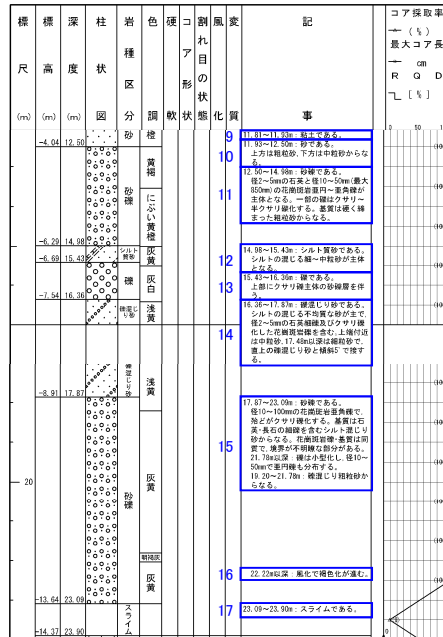 標尺 (m)
標高 (m)
深度 (m)
柱状図
岩種区分
色調
硬軟
コア形状
割れ目の状態
風化
変質
記事
コア採取率
(%)
最大コア長
cm
R Q D
[%]
0 50
-4.04 12.50
-6.29 14.98
-6.69 15.43
-7.54 16.36
-8.91 17.87
20
-13.64 23.09
-14.37 23.90
砂
砂礫
シルト質砂
礫
礫混じり砂
礫混じり砂
砂礫
スライム
橙
黄褐
にぶい黄橙
灰黄
灰白
浅黄
浅黄
灰黄
明褐灰
灰黄
9
11.81～11.93m：粘土である。
10
11.93～12.50m：砂である。
上方は粗粒砂、下方は中粒砂からなる。
11
12.50～14.98m：砂礫である。
径2～5mmの石英と径10～50mm(最大
850mm)の花崗斑岩亜円～亜角礫が
主体となる。一部の礫はクサリ～
半クサリ礫化する。基質は硬く締
まった粗粒砂からなる。
12
14.98～15.43m：シルト質砂である。
シルトの混じる細～中粒砂が主体
となる。
13
15.43～16.36m：礫である。
上部にクサリ礫主体の砂礫層を伴
う。
14
16.36～17.87m：礫混じり砂である。
シルトの混じる不均質な砂が主で、
径2～5mmの石英細礫及びクサリ礫
化した花崗斑岩礫を含む。上端付近
は中粒砂、17.48m以深は細粒砂で、
直上の礫混じり砂と傾斜5°で接す
る。
15
17.87～23.09m：砂礫である。
径10～100mmの花崗斑岩亜角礫で、
殆どがクサリ礫化する。基質は石
英・長石の細礫を含むシルト混じり
砂からなる。花崗斑岩礫・基質は同
質で、境界が不明瞭な部分がある。
21.78m以深：礫は小型化し、径10～
50mmで亜円礫も分布する。
19.20～21.78m：礫混じり粗粒砂か
らなる。
16
22.22m以深：風化で褐色化が進む。
17
23.09～23.90m：スライムである。